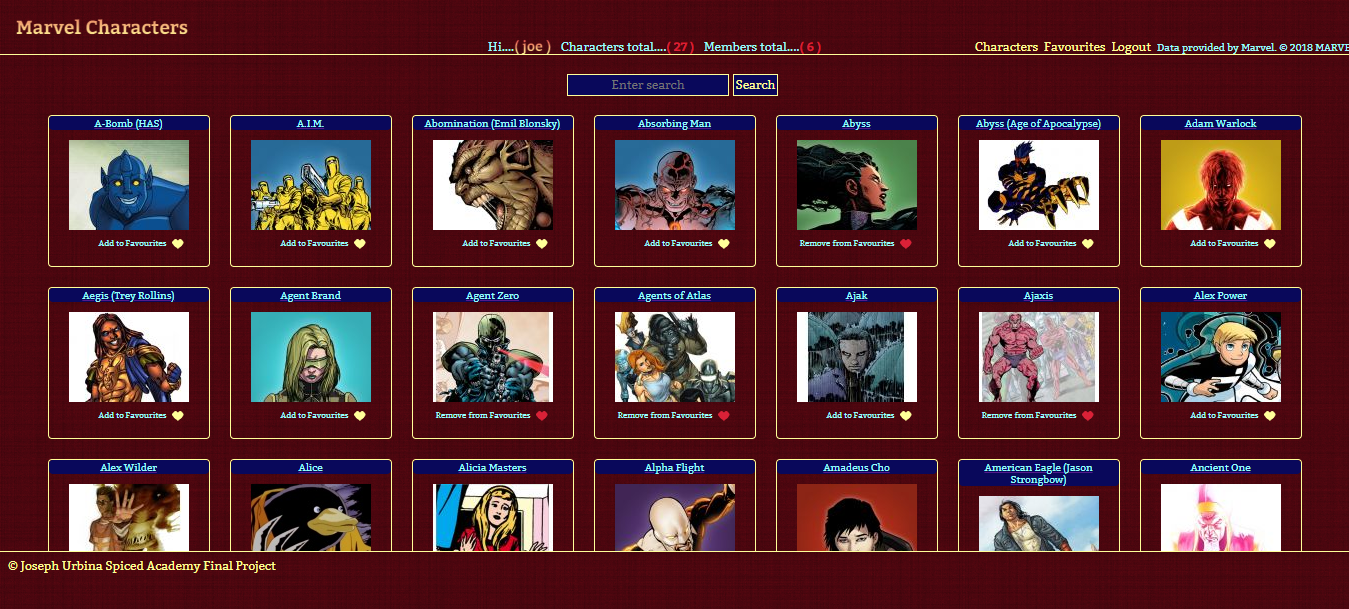 Marvel Characters
Hi....( joe ) Characters total....( 27 ) Members total....( 6 )
Characters Favourites Logout Data provided by Marvel. © 2018 MARVE
Enter search Search
A-Bomb (HAS)
A.I.M.
Abomination (Emil Blonsky)
Absorbing Man
Abyss
Abyss (Age of Apocalypse)
Adam Warlock
Add to Favourites
Add to Favourites
Add to Favourites
Add to Favourites
Remove from Favourites
Add to Favourites
Add to Favourites
Aegis (Trey Rollins)
Agent Brand
Agent Zero
Agents of Atlas
Ajak
Ajaxis
Alex Power
Add to Favourites
Add to Favourites
Remove from Favourites
Remove from Favourites
Add to Favourites
Remove from Favourites
Add to Favourites
Alex Wilder
Alice
Alicia Masters
Alpha Flight
Amadeus Cho
American Eagle (Jason
Strongbow)
Ancient One
© Joseph Urbina Spiced Academy Final Project